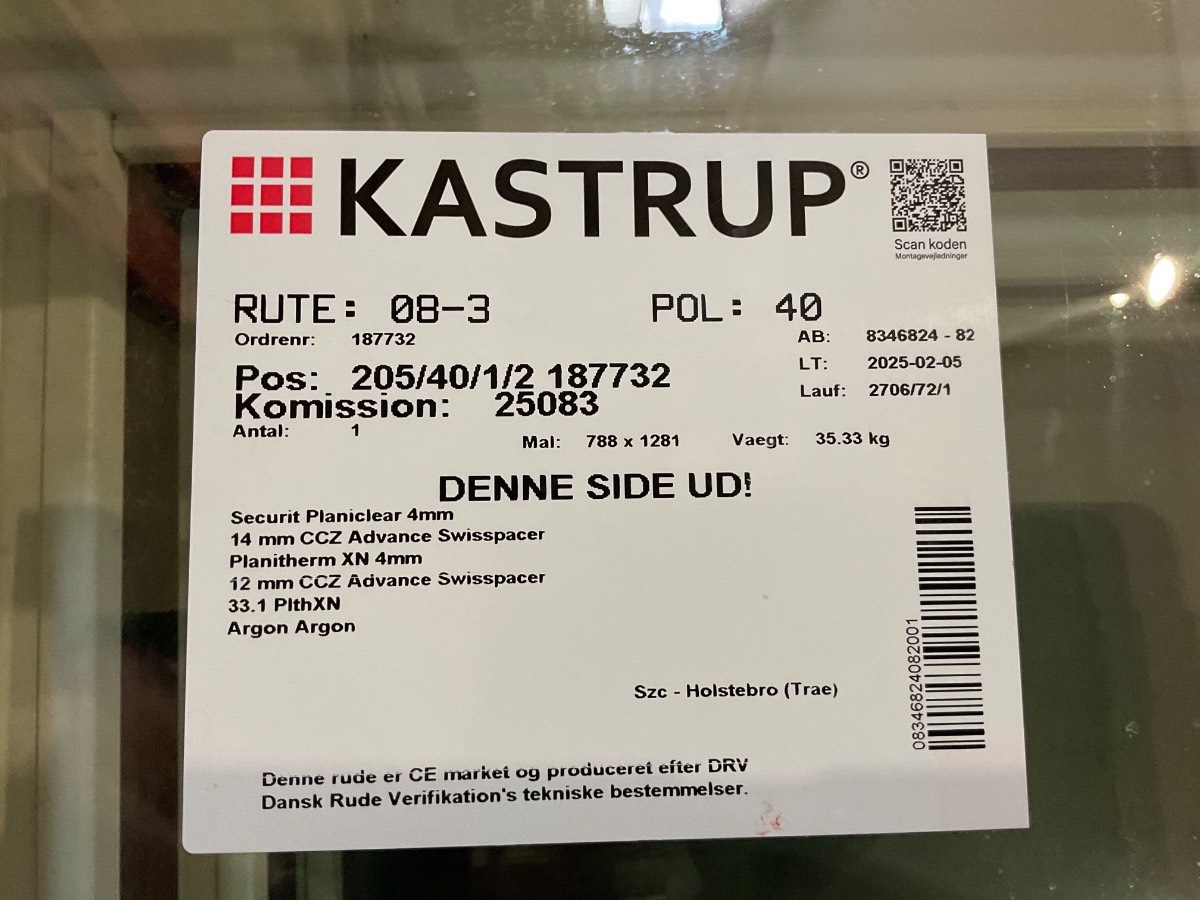 KASTRUP®
Scan koden
Montagevejledninger
RUTE: 08-3 POL: 40
Ordrenr: 187732 AB: 8346824 - 82
LT: 2025-02-05
Pos: 205/40/1/2 187732
Lauf: 2706/72/1
Komission: 25083
Antal: 1 Mal: 788 x 1281 Vaegt: 35.33 kg
DENNE SIDE UD!
Securit Planiclear 4mm
14 mm CCZ Advance Swisspacer
Planitherm XN 4mm
12 mm CCZ Advance Swisspacer
33.1 PlthXN
Argon Argon
08346824082001
Szc - Holstebro (Trae)
Denne rude er CE market og produceret efter DRV
Dansk Rude Verifikation's tekniske bestemmelser.